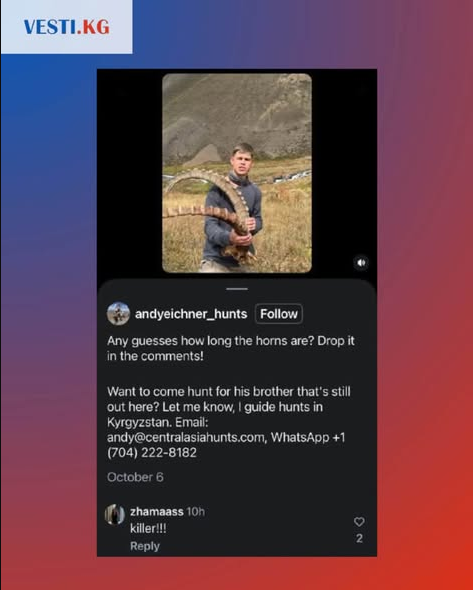 VESTI.KG
andyeichner_hunts Follow
Any guesses how long the horns are? Drop it
in the comments!
Want to come hunt for his brother that's still
out here? Let me know, I guide hunts in
Kyrgyzstan. Email:
andy@centralasiahunts.com, WhatsApp +1
(704) 222-8182
October 6
zhamaass 10h
killer!!!
Reply
2